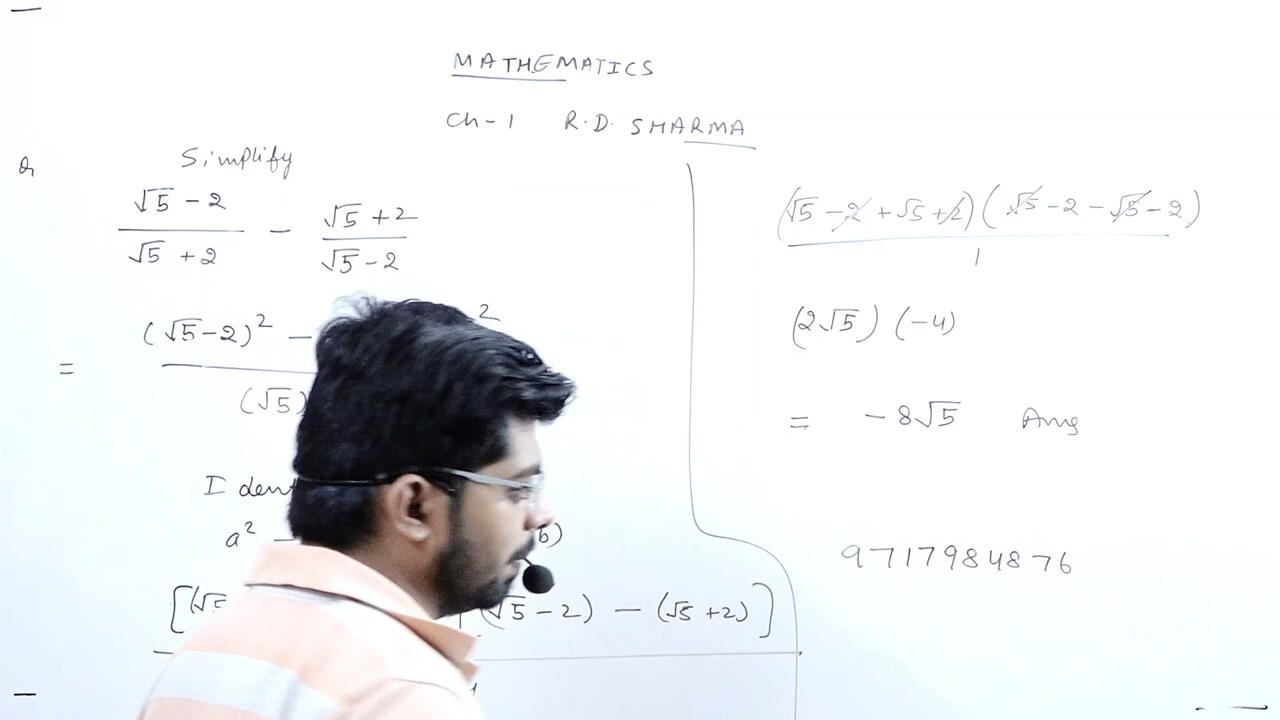 MATHEMATICS
Ch-1 R.D. SHARMA
Q Simplify
√5 - 2
√5 + 2
-
√5 + 2
√5 - 2
= (√5-2)² - ²
(√5)
a² - b)
[(√5 (√5 - 2) - (√5 + 2)]
(√5 - 2 + √5 + 2)(√5 - 2 - √5 - 2)
1
(2√5) (-4)
= -8√5 Ans
9717984876